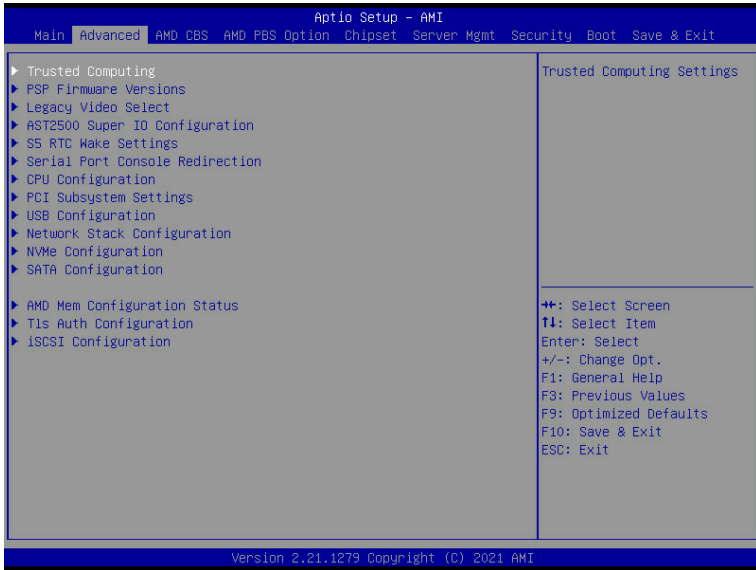 Aptio Setup – AMI
Main Advanced AMD CBS AMD PBS Option Chipset Server Mgmt Security Boot Save & Exit
▶ Trusted Computing
▶ PSP Firmware Versions
▶ Legacy Video Select
▶ AST2500 Super IO Configuration
▶ S5 RTC Wake Settings
▶ Serial Port Console Redirection
▶ CPU Configuration
▶ PCI Subsystem Settings
▶ USB Configuration
▶ Network Stack Configuration
▶ NVMe Configuration
▶ SATA Configuration
▶ AMD Mem Configuration Status
▶ Tls Auth Configuration
▶ iSCSI Configuration
Trusted Computing Settings
→←: Select Screen
↑↓: Select Item
Enter: Select
+/-: Change Opt.
F1: General Help
F3: Previous Values
F9: Optimized Defaults
F10: Save & Exit
ESC: Exit
Version 2.21.1279 Copyright (C) 2021 AMI